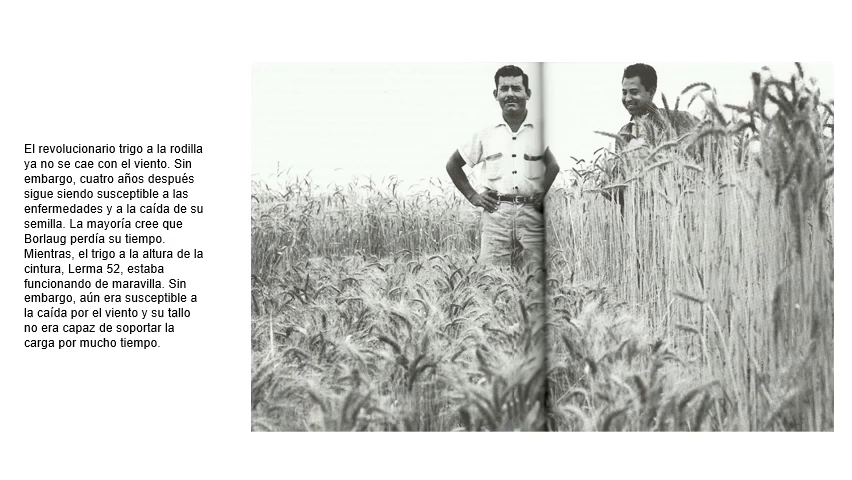 El revolucionario trigo a la rodilla
ya no se cae con el viento. Sin
embargo, cuatro años después
sigue siendo susceptible a las
enfermedades y a la caída de su
semilla. La mayoría cree que
Borlaug perdía su tiempo.
Mientras, el trigo a la altura de la
cintura, Lerma 52, estaba
funcionando de maravilla. Sin
embargo, aún era susceptible a
la caída por el viento y su tallo
no era capaz de soportar la
carga por mucho tiempo.